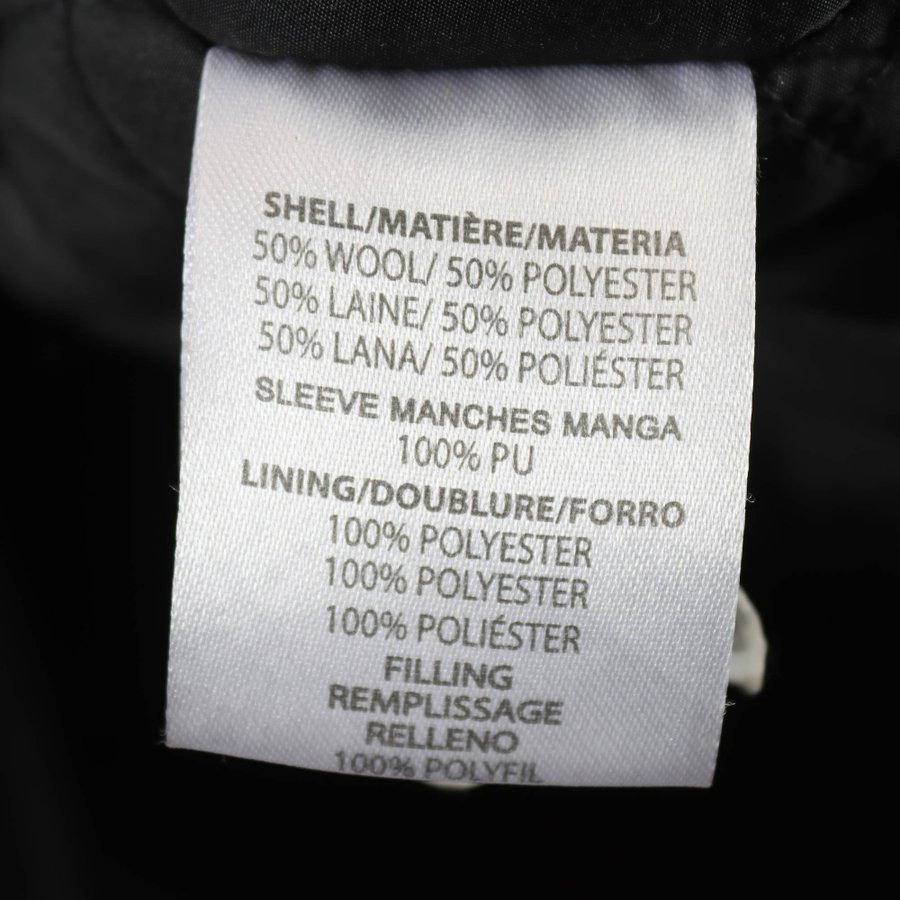 SHELL/MATIÈRE/MATERIA
50% WOOL/ 50% POLYESTER
50% LAINE/ 50% POLYESTER
50% LANA/ 50% POLIÉSTER
SLEEVE MANCHES MANGA
100% PU
LINING/DOUBLURE/FORRO
100% POLYESTER
100% POLYESTER
100% POLIÉSTER
FILLING
REMPLISSAGE
RELLENO
100% POLYFIL